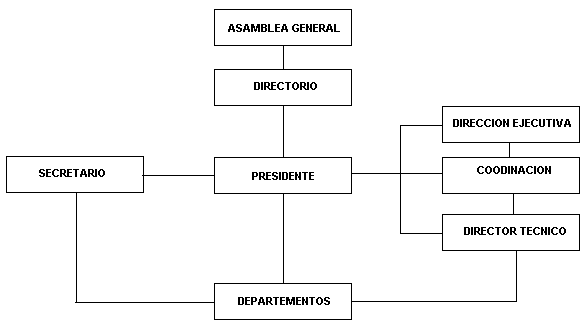 ASAMBLEA GENERAL
DIRECTORIO
DIRECCION EJECUTIVA
SECRETARIO
PRESIDENTE
COODINACION
DIRECTOR TECNICO
DEPARTEMENTOS